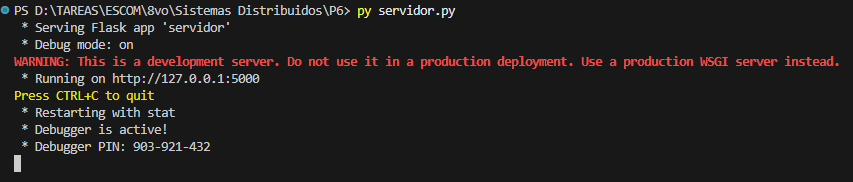 PS D:\TAREAS\ESCOM\8vo\Sistemas Distribuidos\P6> py servidor.py
 * Serving Flask app 'servidor'
 * Debug mode: on
WARNING: This is a development server. Do not use it in a production deployment. Use a production WSGI server instead.
 * Running on http://127.0.0.1:5000
Press CTRL+C to quit
 * Restarting with stat
 * Debugger is active!
 * Debugger PIN: 903-921-432